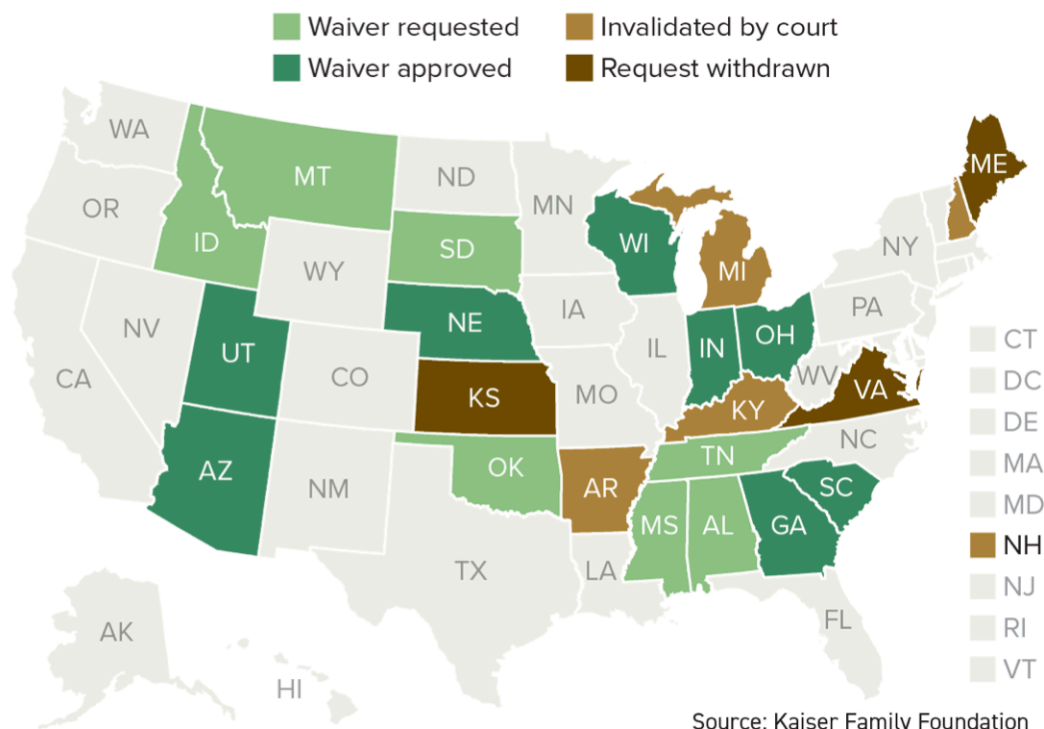 Waiver requested
Invalidated by court
Waiver approved
Request withdrawn
WA
MT
ND
ME
OR
MN
ID
SD
WI
NY
WY
MI
NE
IA
PA
NV
UT
IL
IN
OH
CT
CA
CO
KS
MO
WV
VA
DC
KY
DE
NC
AZ
OK
TN
MA
NM
AR
SC
MS
AL
GA
MD
TX
LA
NH
NJ
FL
AK
RI
HI
VT
Source: Kaiser Family Foundation